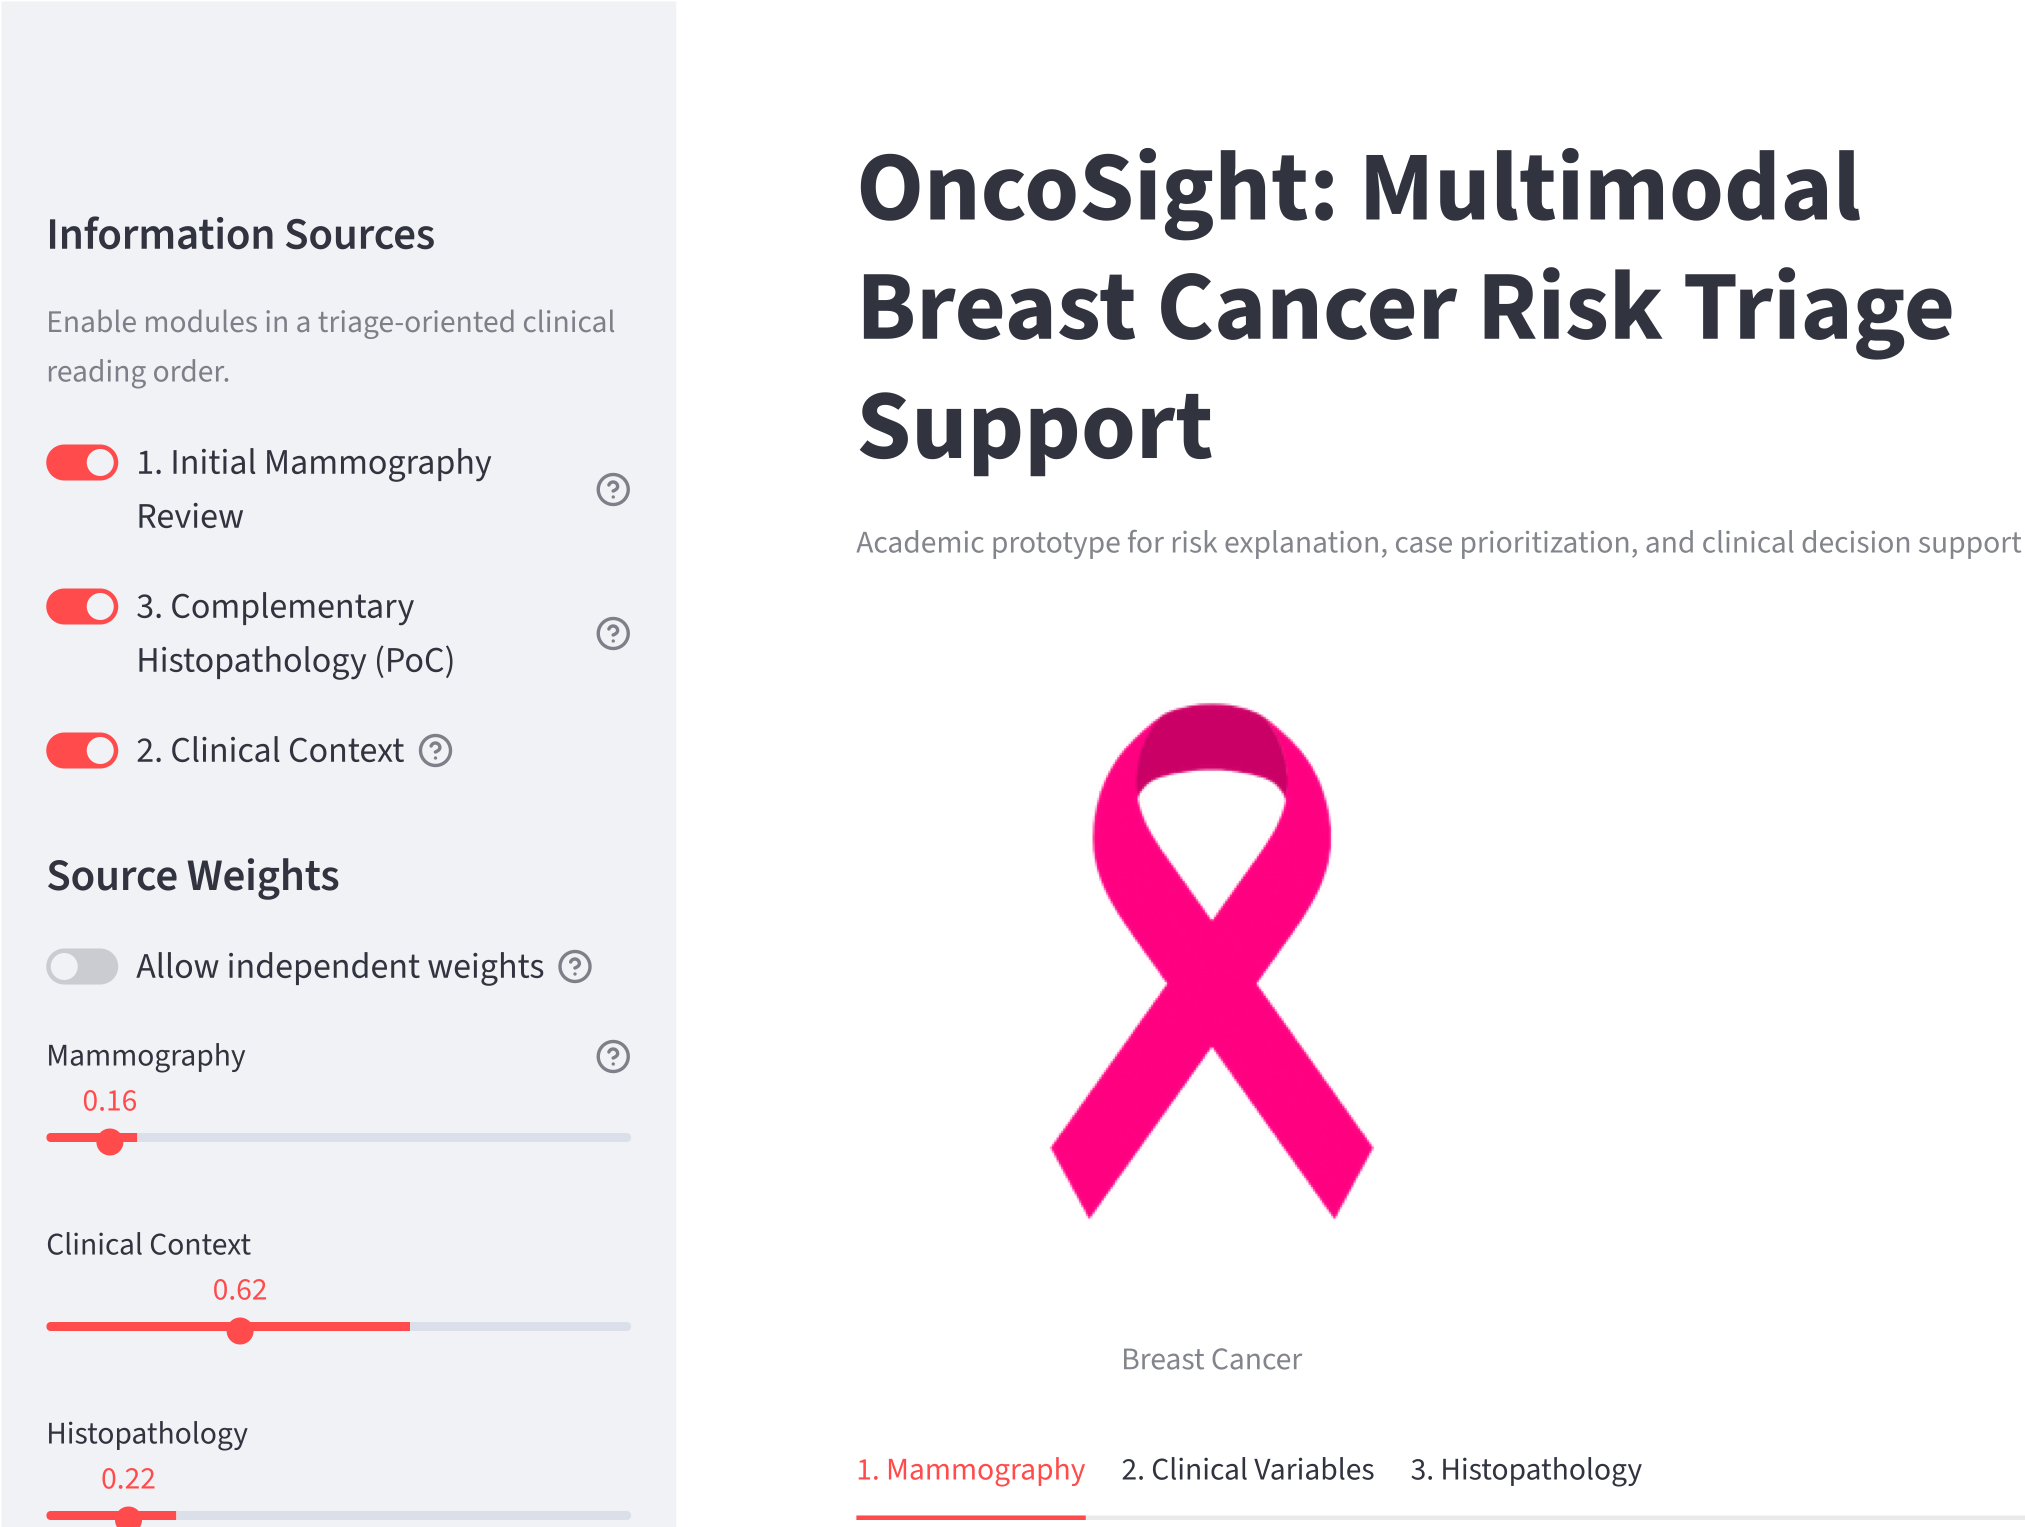 Information Sources
Enable modules in a triage-oriented clinical
reading order.
1. Initial Mammography
Review
3. Complementary
Histopathology (PoC)
2. Clinical Context
Source Weights
Allow independent weights
Mammography
0.16
Clinical Context
0.62
Histopathology
0.22
OncoSight: Multimodal
Breast Cancer Risk Triage
Support
Academic prototype for risk explanation, case prioritization, and clinical decision support
Breast Cancer
1. Mammography
2. Clinical Variables
3. Histopathology